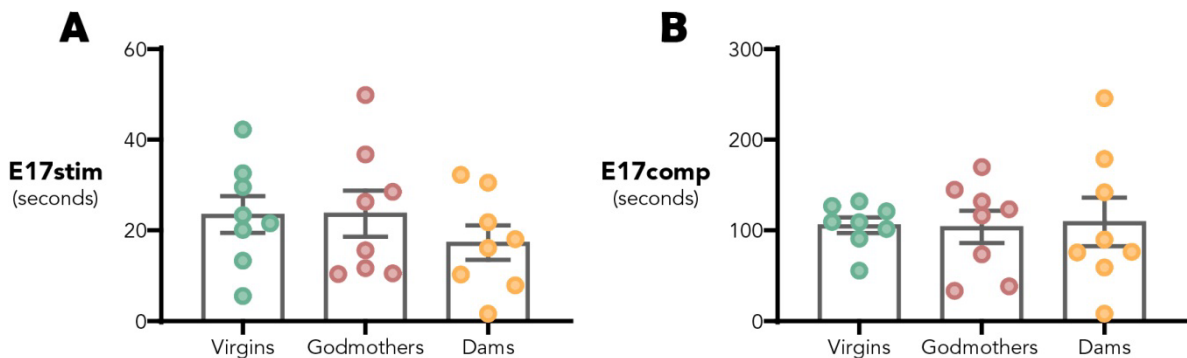 A
B
60
40
20
0
E17stim
(seconds)
Virgins Godmothers Dams
300
200
100
0
E17comp
(seconds)
Virgins Godmothers Dams